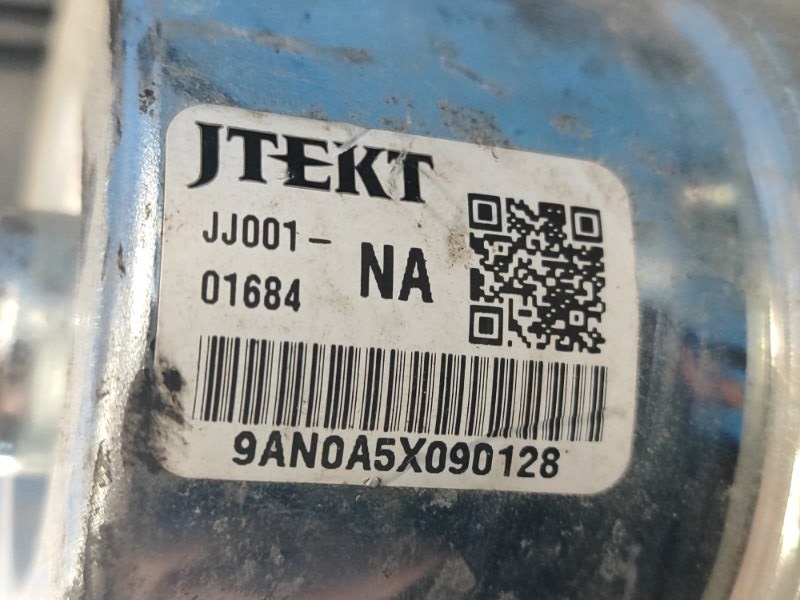 JTEKT
JJ001-
01684
NA
9AN0A5X090128